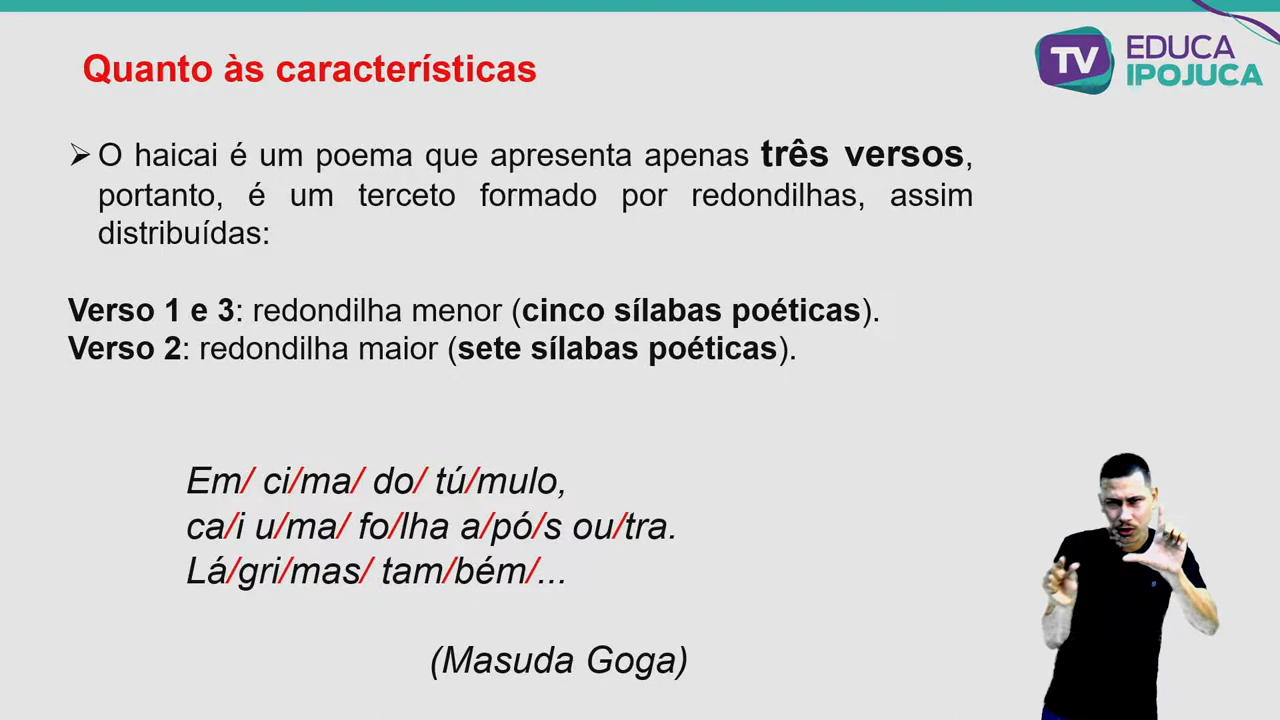 Quanto às características
TV EDUCA
IPOJUCA
➢ O haicai é um poema que apresenta apenas três versos,
portanto, é um terceto formado por redondilhas, assim
distribuídas:
Verso 1 e 3: redondilha menor (cinco sílabas poéticas).
Verso 2: redondilha maior (sete sílabas poéticas).
Em/ ci/ma/ do/ tú/mulo,
ca/i u/ma/ fo/lha a/pó/s ou/tra.
Lá/gri/mas/ tam/bém/...
(Masuda Goga)